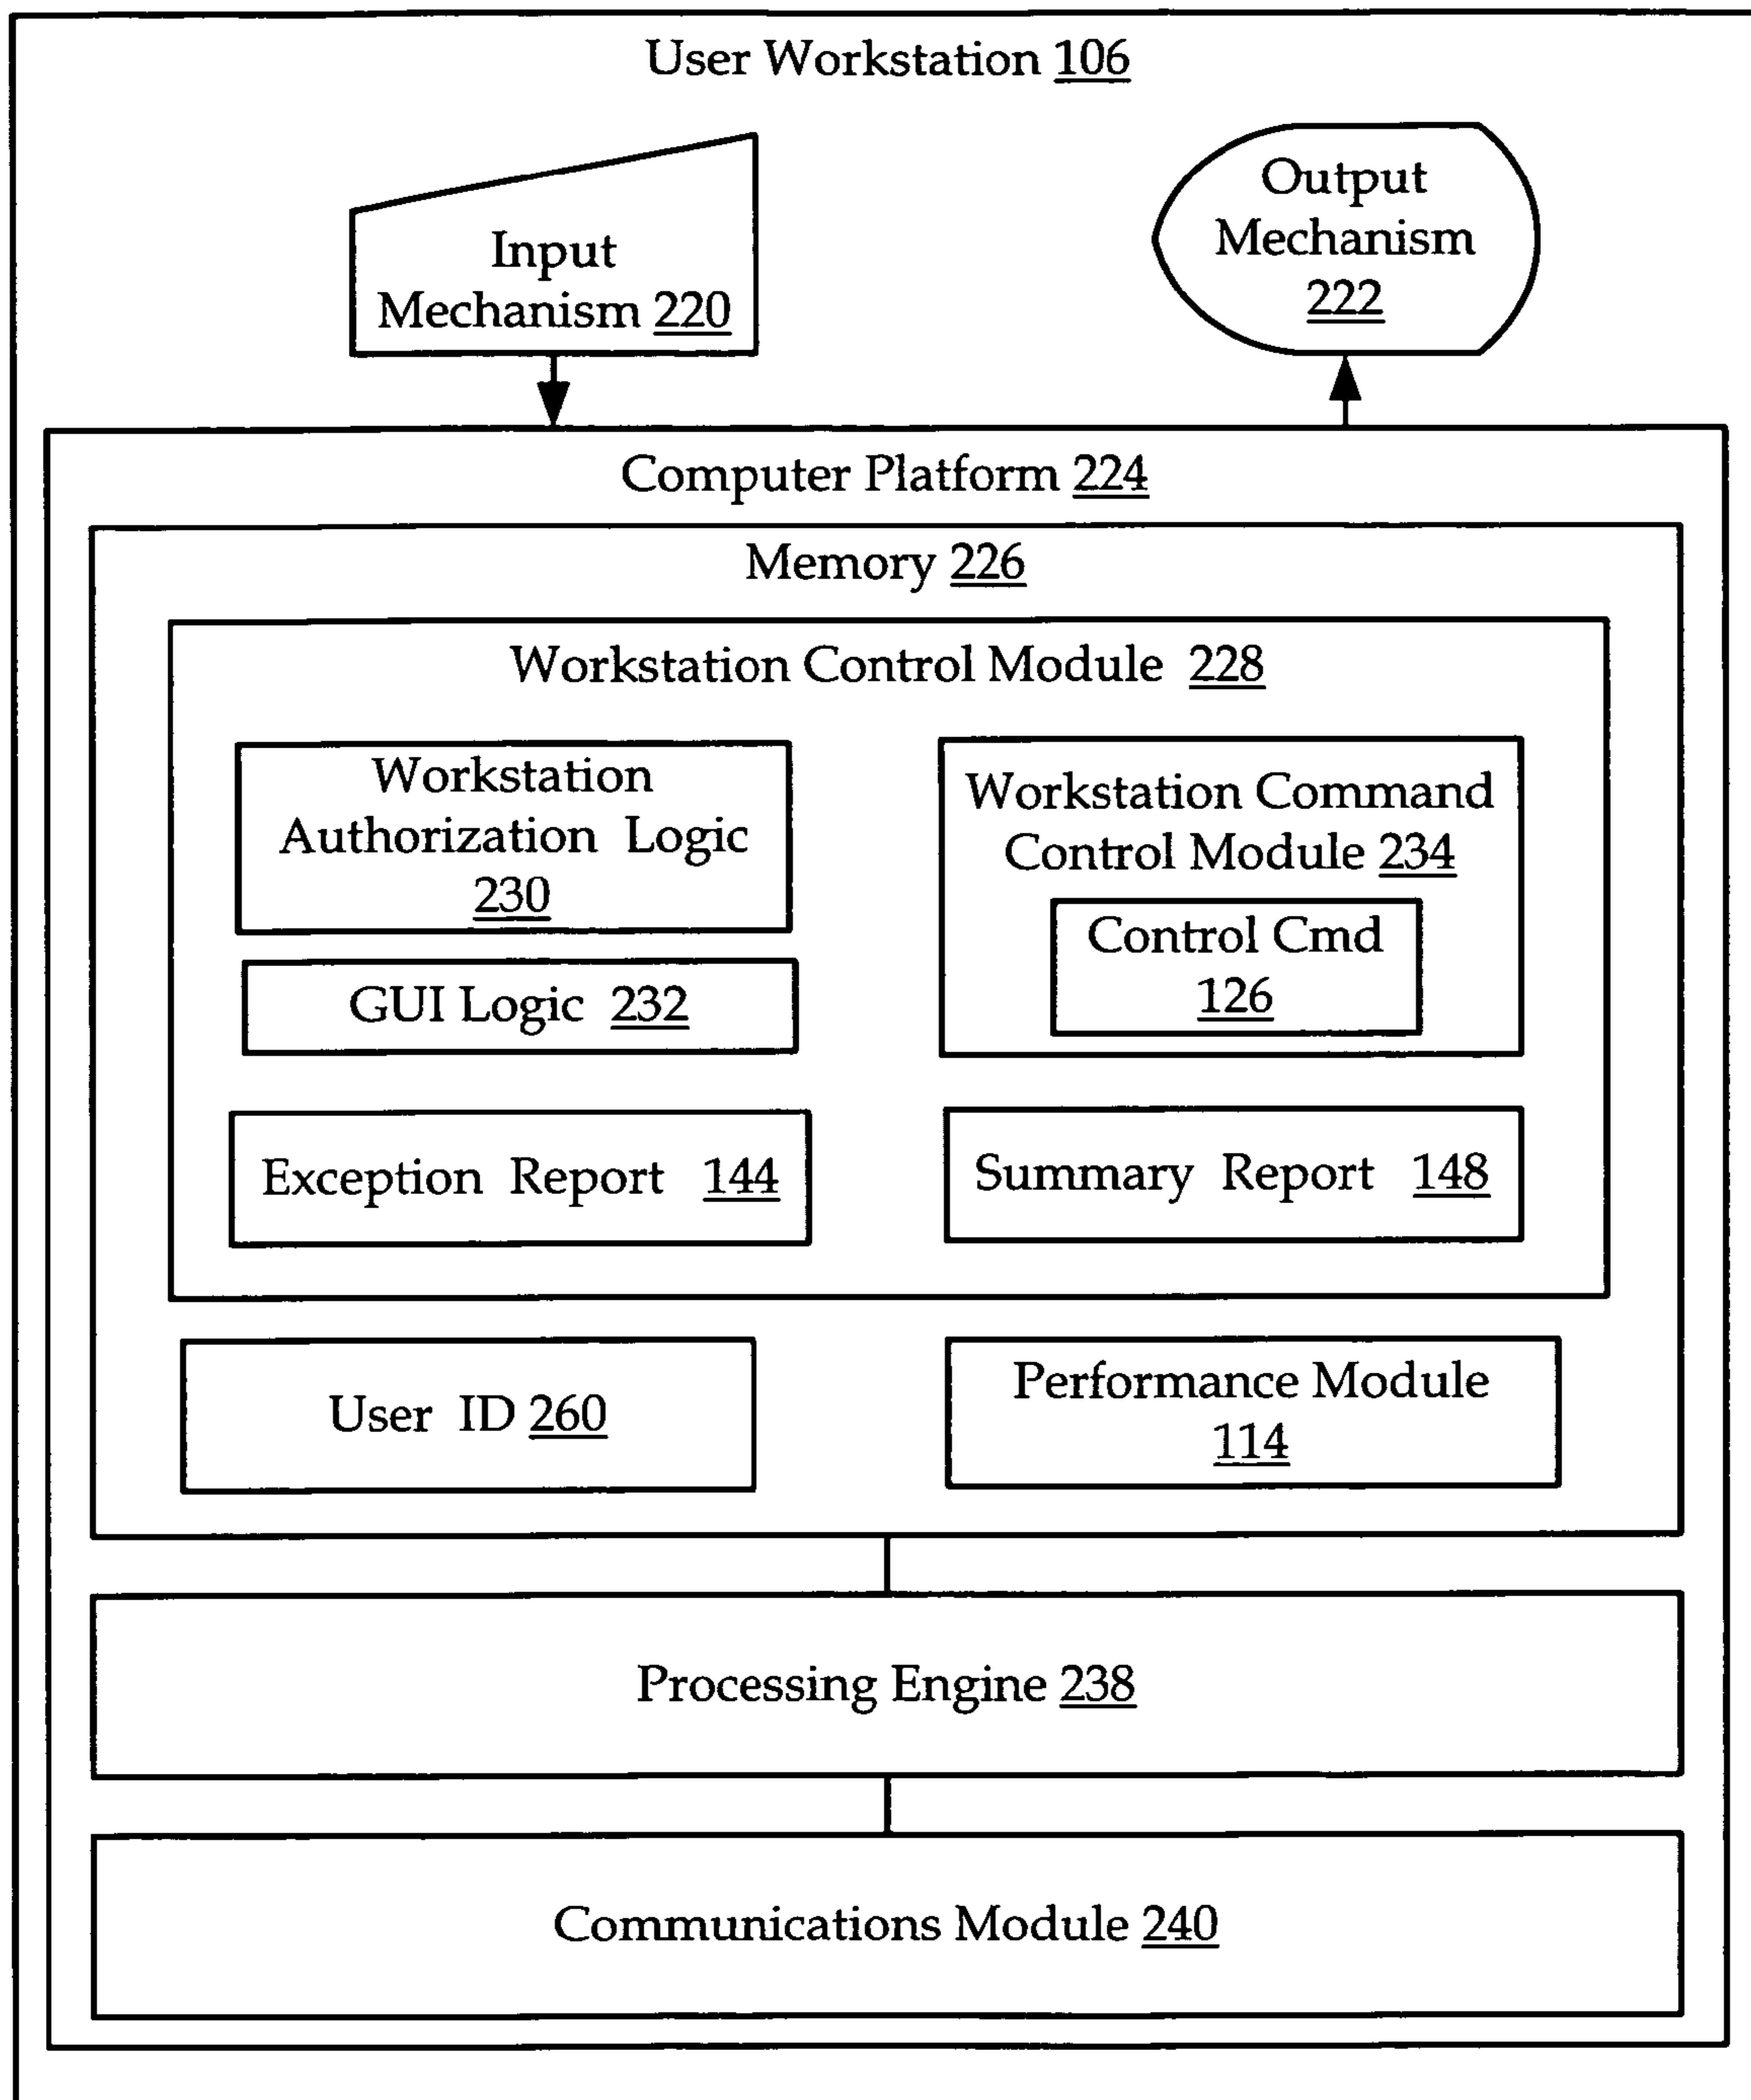 User Workstation 106
Input
Mechanism 220
Output
Mechanism
222
Computer Platform 224
Memory 226
Workstation Control Module 228
Workstation
Authorization Logic
230
Workstation Command
Control Module 234
Control Cmd
126
GUI Logic 232
Exception Report 144
Summary Report 148
User ID 260
Performance Module
114
Processing Engine 238
Communications Module 240